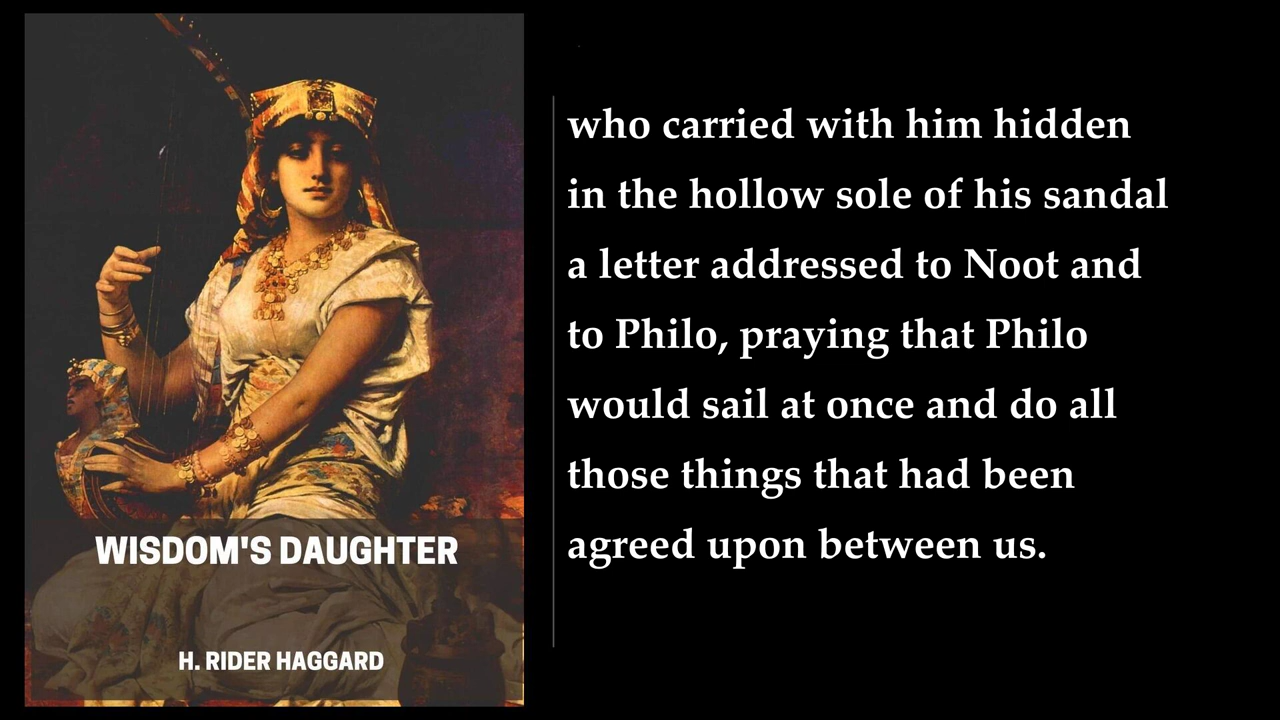 WISDOM'S DAUGHTER
H. RIDER HAGGARD
who carried with him hidden
in the hollow sole of his sandal
a letter addressed to Noot and
to Philo, praying that Philo
would sail at once and do all
those things that had been
agreed upon between us.